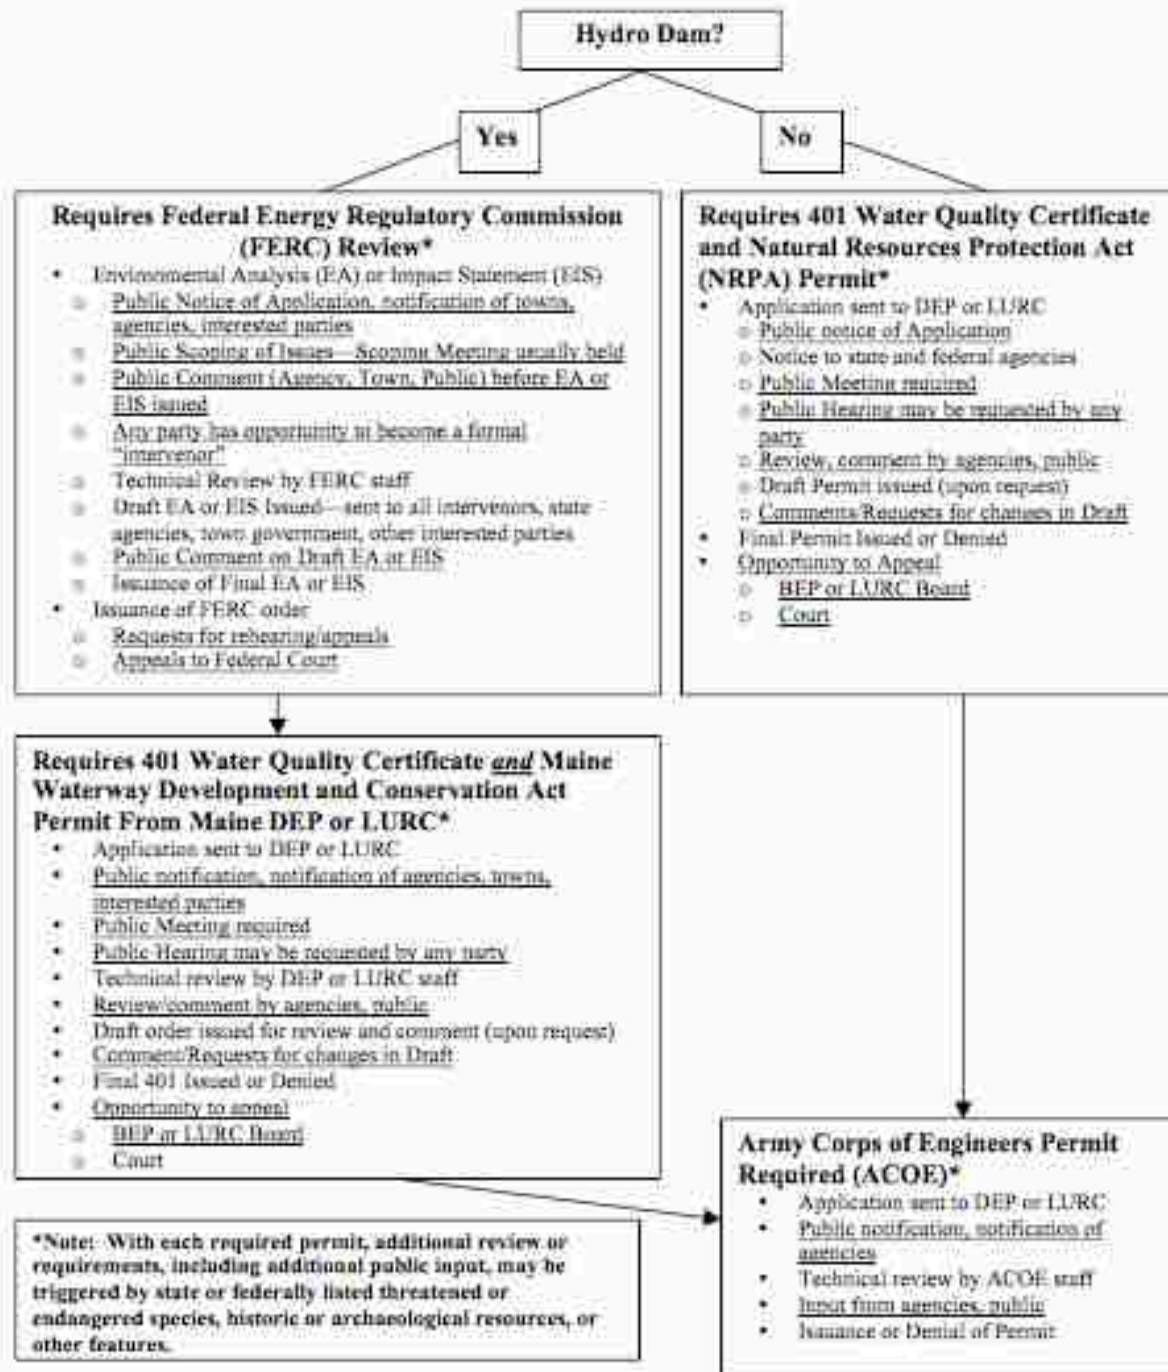 Hydro Dam?
Yes
No
Requires Federal Energy Regulatory Commission
(FERC) Review*
• Environmental Analysis (EA) or Impact Statement (EIS)
o Public Notice of Application, notification of towns,
agencies, interested parties
o Public Scoping of Issues—Scoping Meeting usually held
o Public Comment (Agency, Town, Public) before EA or
EIS issued
o Any party has opportunity to become a formal
"intervenor"
o Technical Review by FERC staff
o Draft EA or EIS Issued—sent to all intervenors, state
agencies, town government, other interested parties
o Public Comment on Draft EA or EIS
o Issuance of Final EA or EIS
• Issuance of FERC order
o Requests for rehearing/appeals
o Appeals to Federal Court
Requires 401 Water Quality Certificate
and Natural Resources Protection Act
(NRPA) Permit*
• Application sent to DEP or LURC
o Public notice of Application
o Notice to state and federal agencies
o Public Meeting required
o Public Hearing may be requested by any
party
o Review, comment by agencies, public
o Draft Permit issued (upon request)
o Comments/Requests for changes in Draft
• Final Permit Issued or Denied
• Opportunity to Appeal
o BEP or LURC Board
o Court
Requires 401 Water Quality Certificate and Maine
Waterway Development and Conservation Act
Permit From Maine DEP or LURC*
• Application sent to DEP or LURC
• Public notification, notification of agencies, towns,
interested parties
• Public Meeting required
• Public Hearing may be requested by any party
• Technical review by DEP or LURC staff
• Review/comment by agencies, public
• Draft order issued for review and comment (upon request)
• Comment/Requests for changes in Draft
• Final 401 Issued or Denied
• Opportunity to appeal
o BEP or LURC Board
o Court
Army Corps of Engineers Permit
Required (ACOE)*
• Application sent to DEP or LURC
• Public notification, notification of
agencies
• Technical review by ACOE staff
• Input from agencies, public
• Issuance or Denial of Permit
*Note: With each required permit, additional review or
requirements, including additional public input, may be
triggered by state or federally listed threatened or
endangered species, historic or archaeological resources, or
other features.